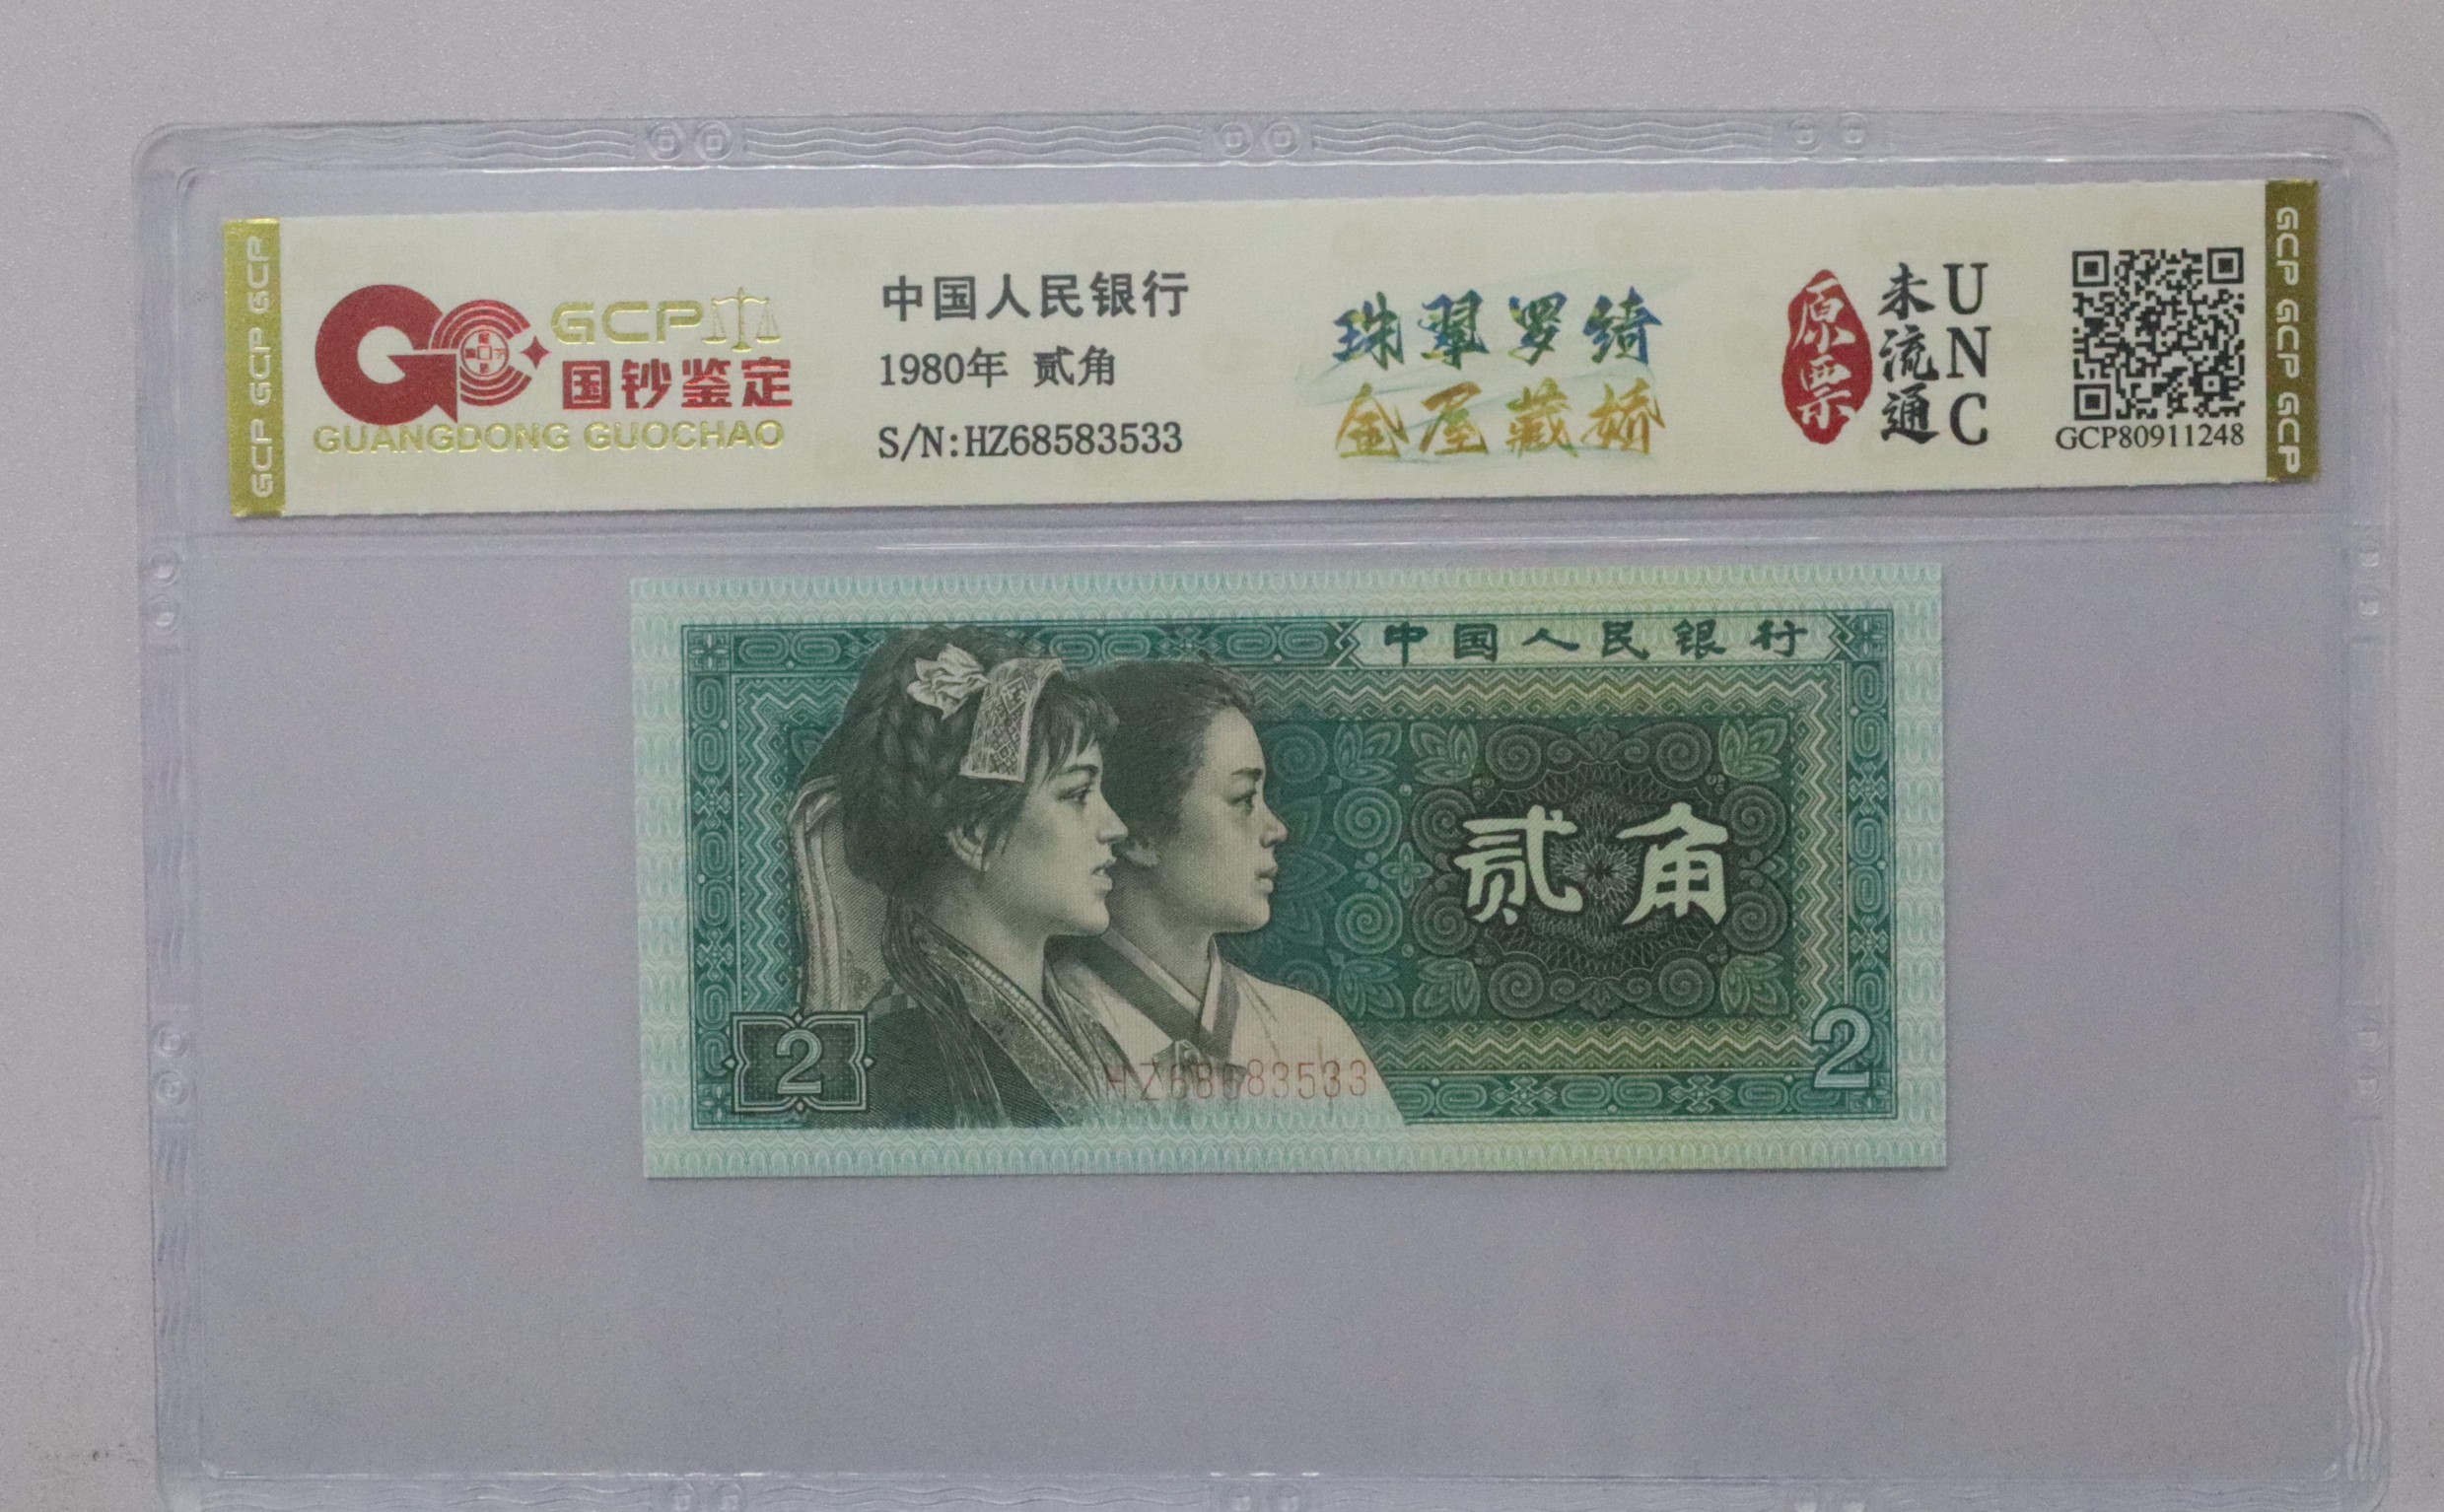 GCP GCP GCP
GCP
国钞鉴定
GUANGDONG GUOCHAO
中国人民银行
1980年 贰角
S/N:HZ68583533
珠翠罗绮
金屋藏娇
原票
未流通
UNC
GCP80911248
GCP GCP GCP
中国人民银行
贰角
2
HZ68583533
2